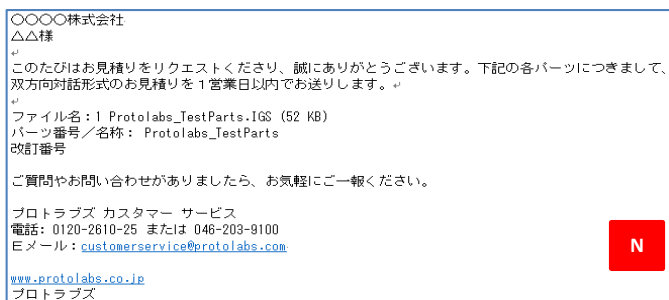 〇〇〇〇株式会社
△△様
このたびはお見積りをリクエストくださり、誠にありがとうございます。下記の各パーツにつきまして、
双方向対話形式のお見積りを１営業日以内でお送りします。
ファイル名：1 Protolabs_TestParts.IGS (52 KB)
パーツ番号／名称： Protolabs_TestParts
改訂番号
ご質問やお問い合わせがありましたら、お気軽にご一報ください。
プロトラブズ カスタマー サービス
電話: 0120-2610-25 または 046-203-9100
Ｅメール：customerservice@protolabs.com
N
www.protolabs.co.jp
プロトラブズ